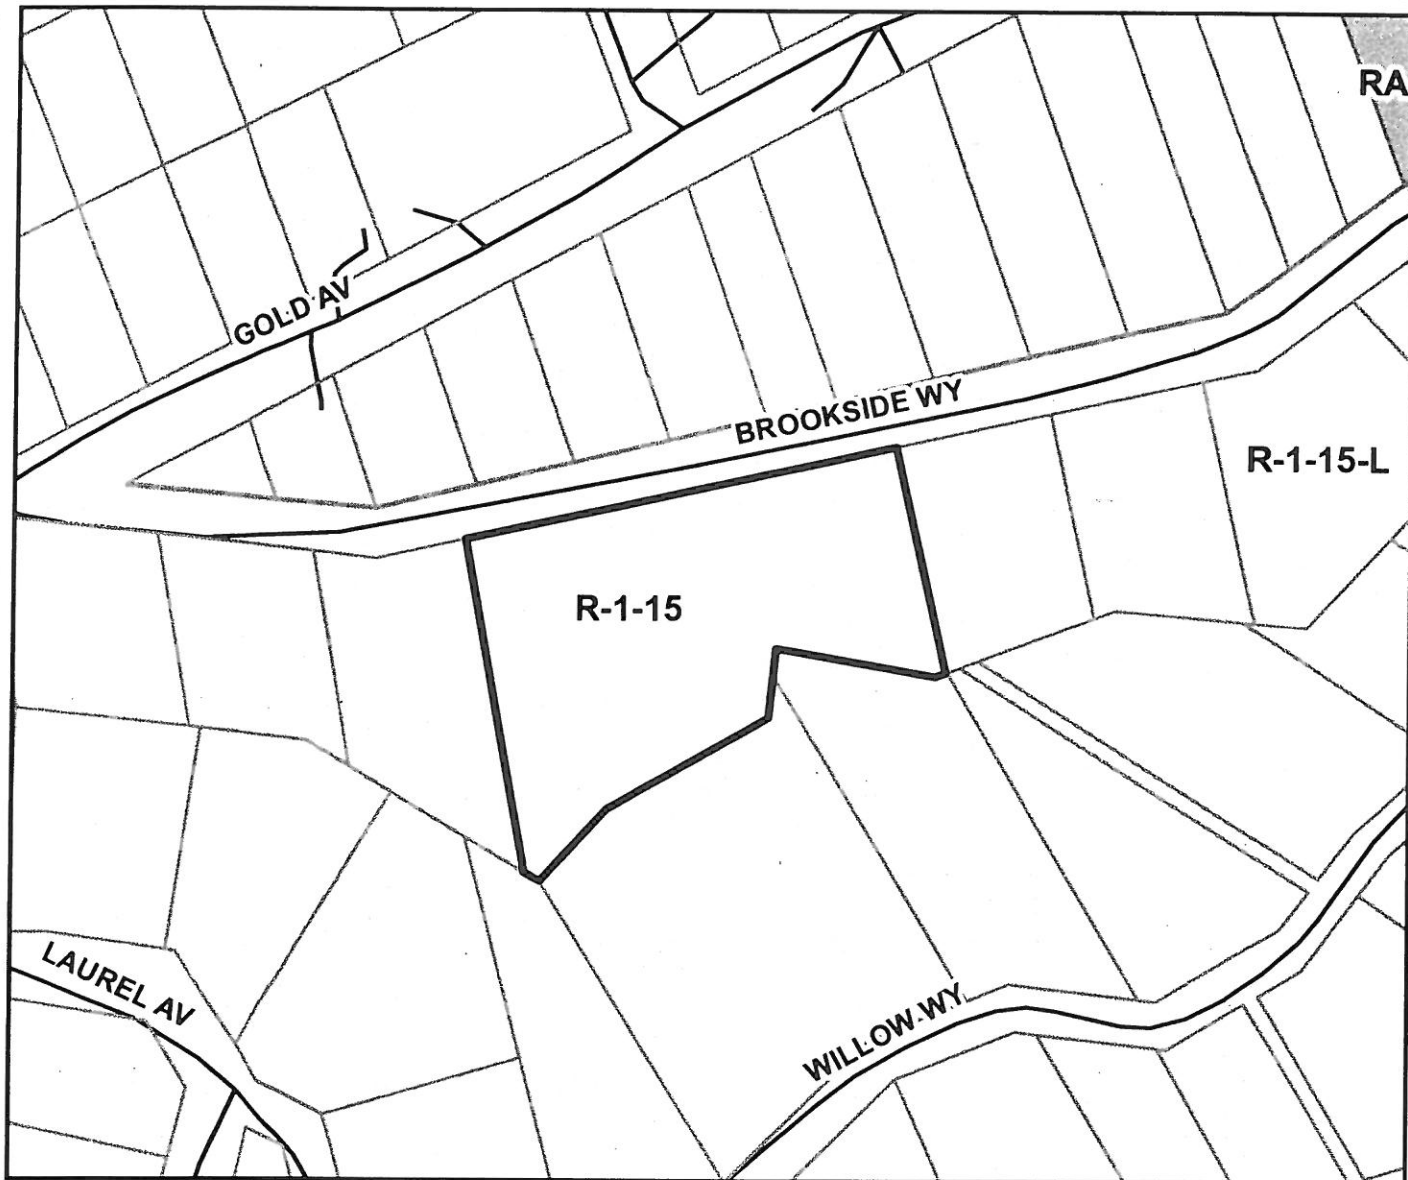 RA
GOLD AV
BROOKSIDE WY
R-1-15-L
R-1-15
LAUREL AV
WILLOW WY